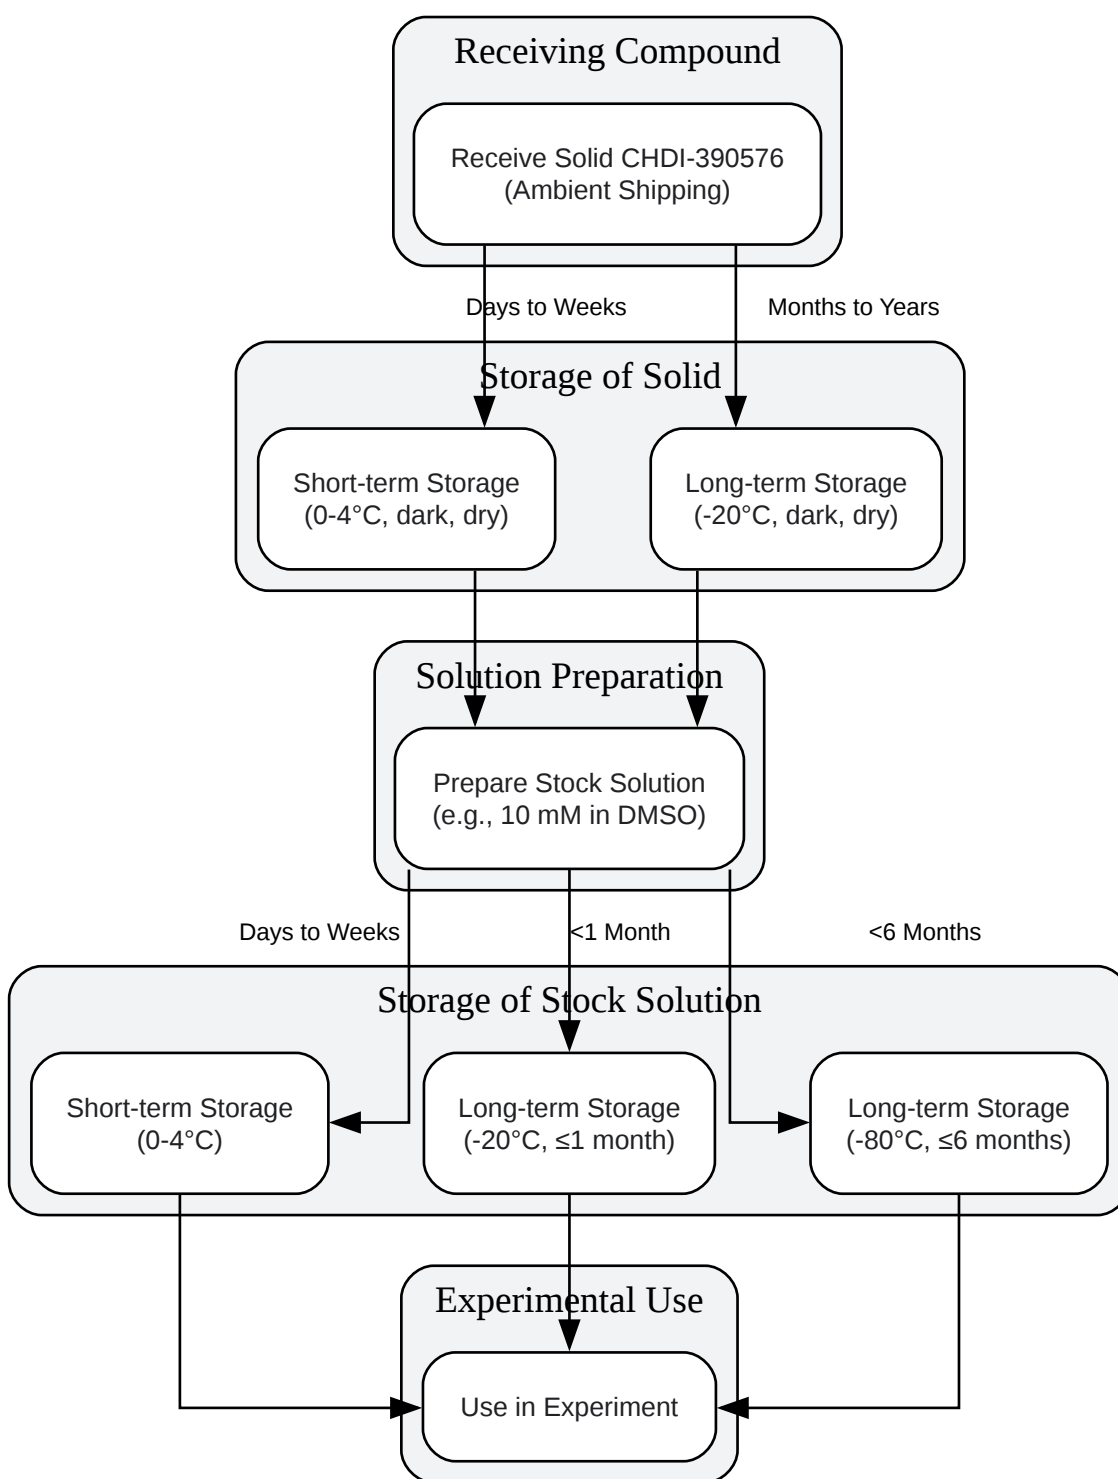 Receiving Compound
Receive Solid CHDI-390576
(Ambient Shipping)
Days to Weeks
Months to Years
Storage of Solid
Short-term Storage
(0-4°C, dark, dry)
Long-term Storage
(-20°C, dark, dry)
Solution Preparation
Prepare Stock Solution
(e.g., 10 mM in DMSO)
Days to Weeks
<1 Month
<6 Months
Storage of Stock Solution
Short-term Storage
(0-4°C)
Long-term Storage
(-20°C, ≤1 month)
Long-term Storage
(-80°C, ≤6 months)
Experimental Use
Use in Experiment